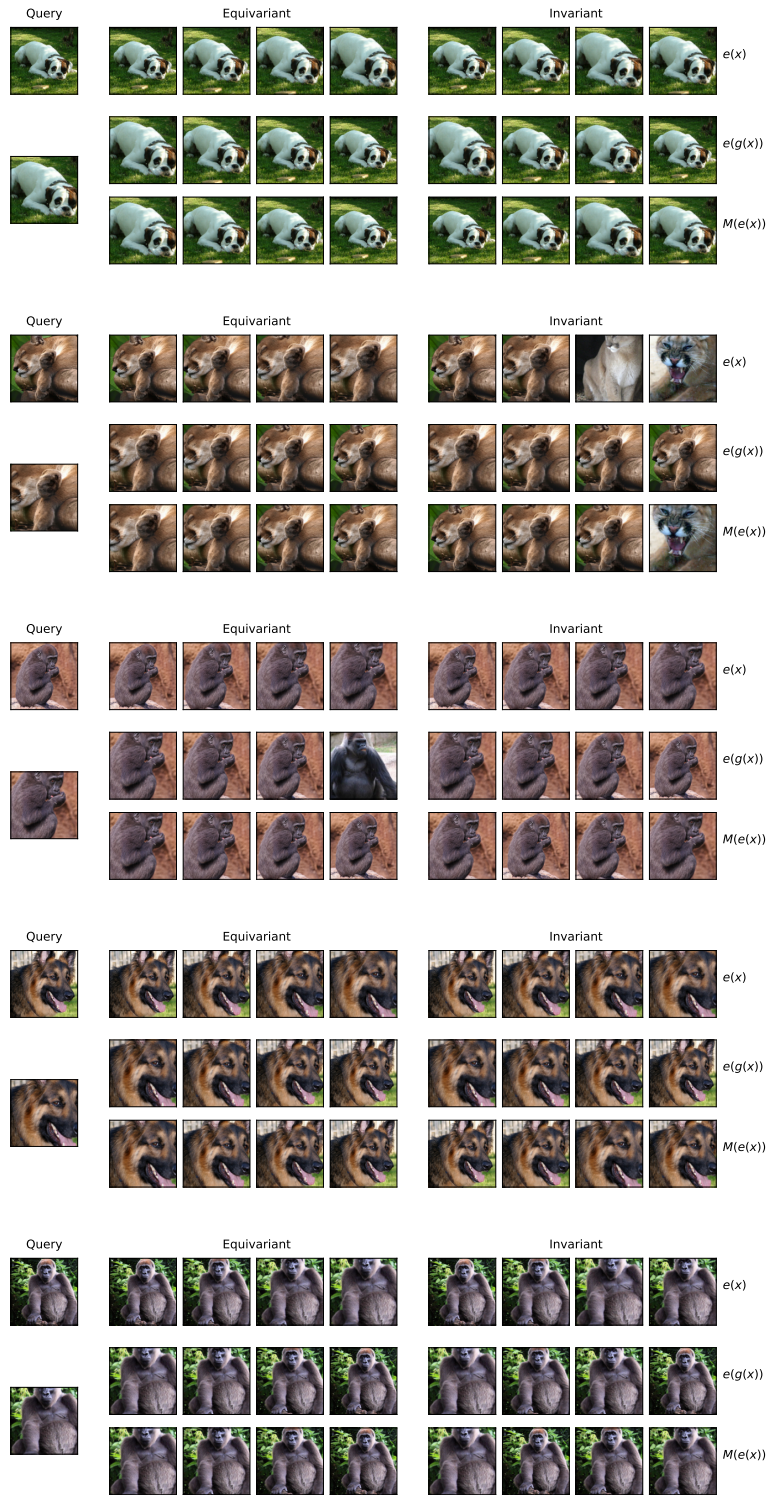 Query Equivariant Invariant
e(x)
e(g(x))
M(e(x))
Query Equivariant Invariant
e(x)
e(g(x))
M(e(x))
Query Equivariant Invariant
e(x)
e(g(x))
M(e(x))
Query Equivariant Invariant
e(x)
e(g(x))
M(e(x))
Query Equivariant Invariant
e(x)
e(g(x))
M(e(x))